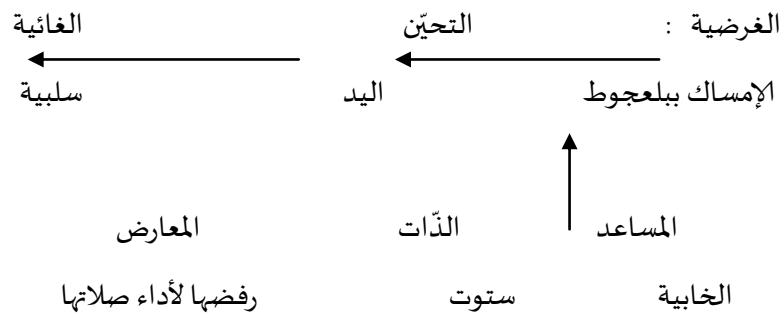 الغرضية : التحيّن الغائية
الإمساك ببلعجوط اليد سلبية
المساعد الذّات المعارض
الخابية ستوت رفضها لأداء صلاتها